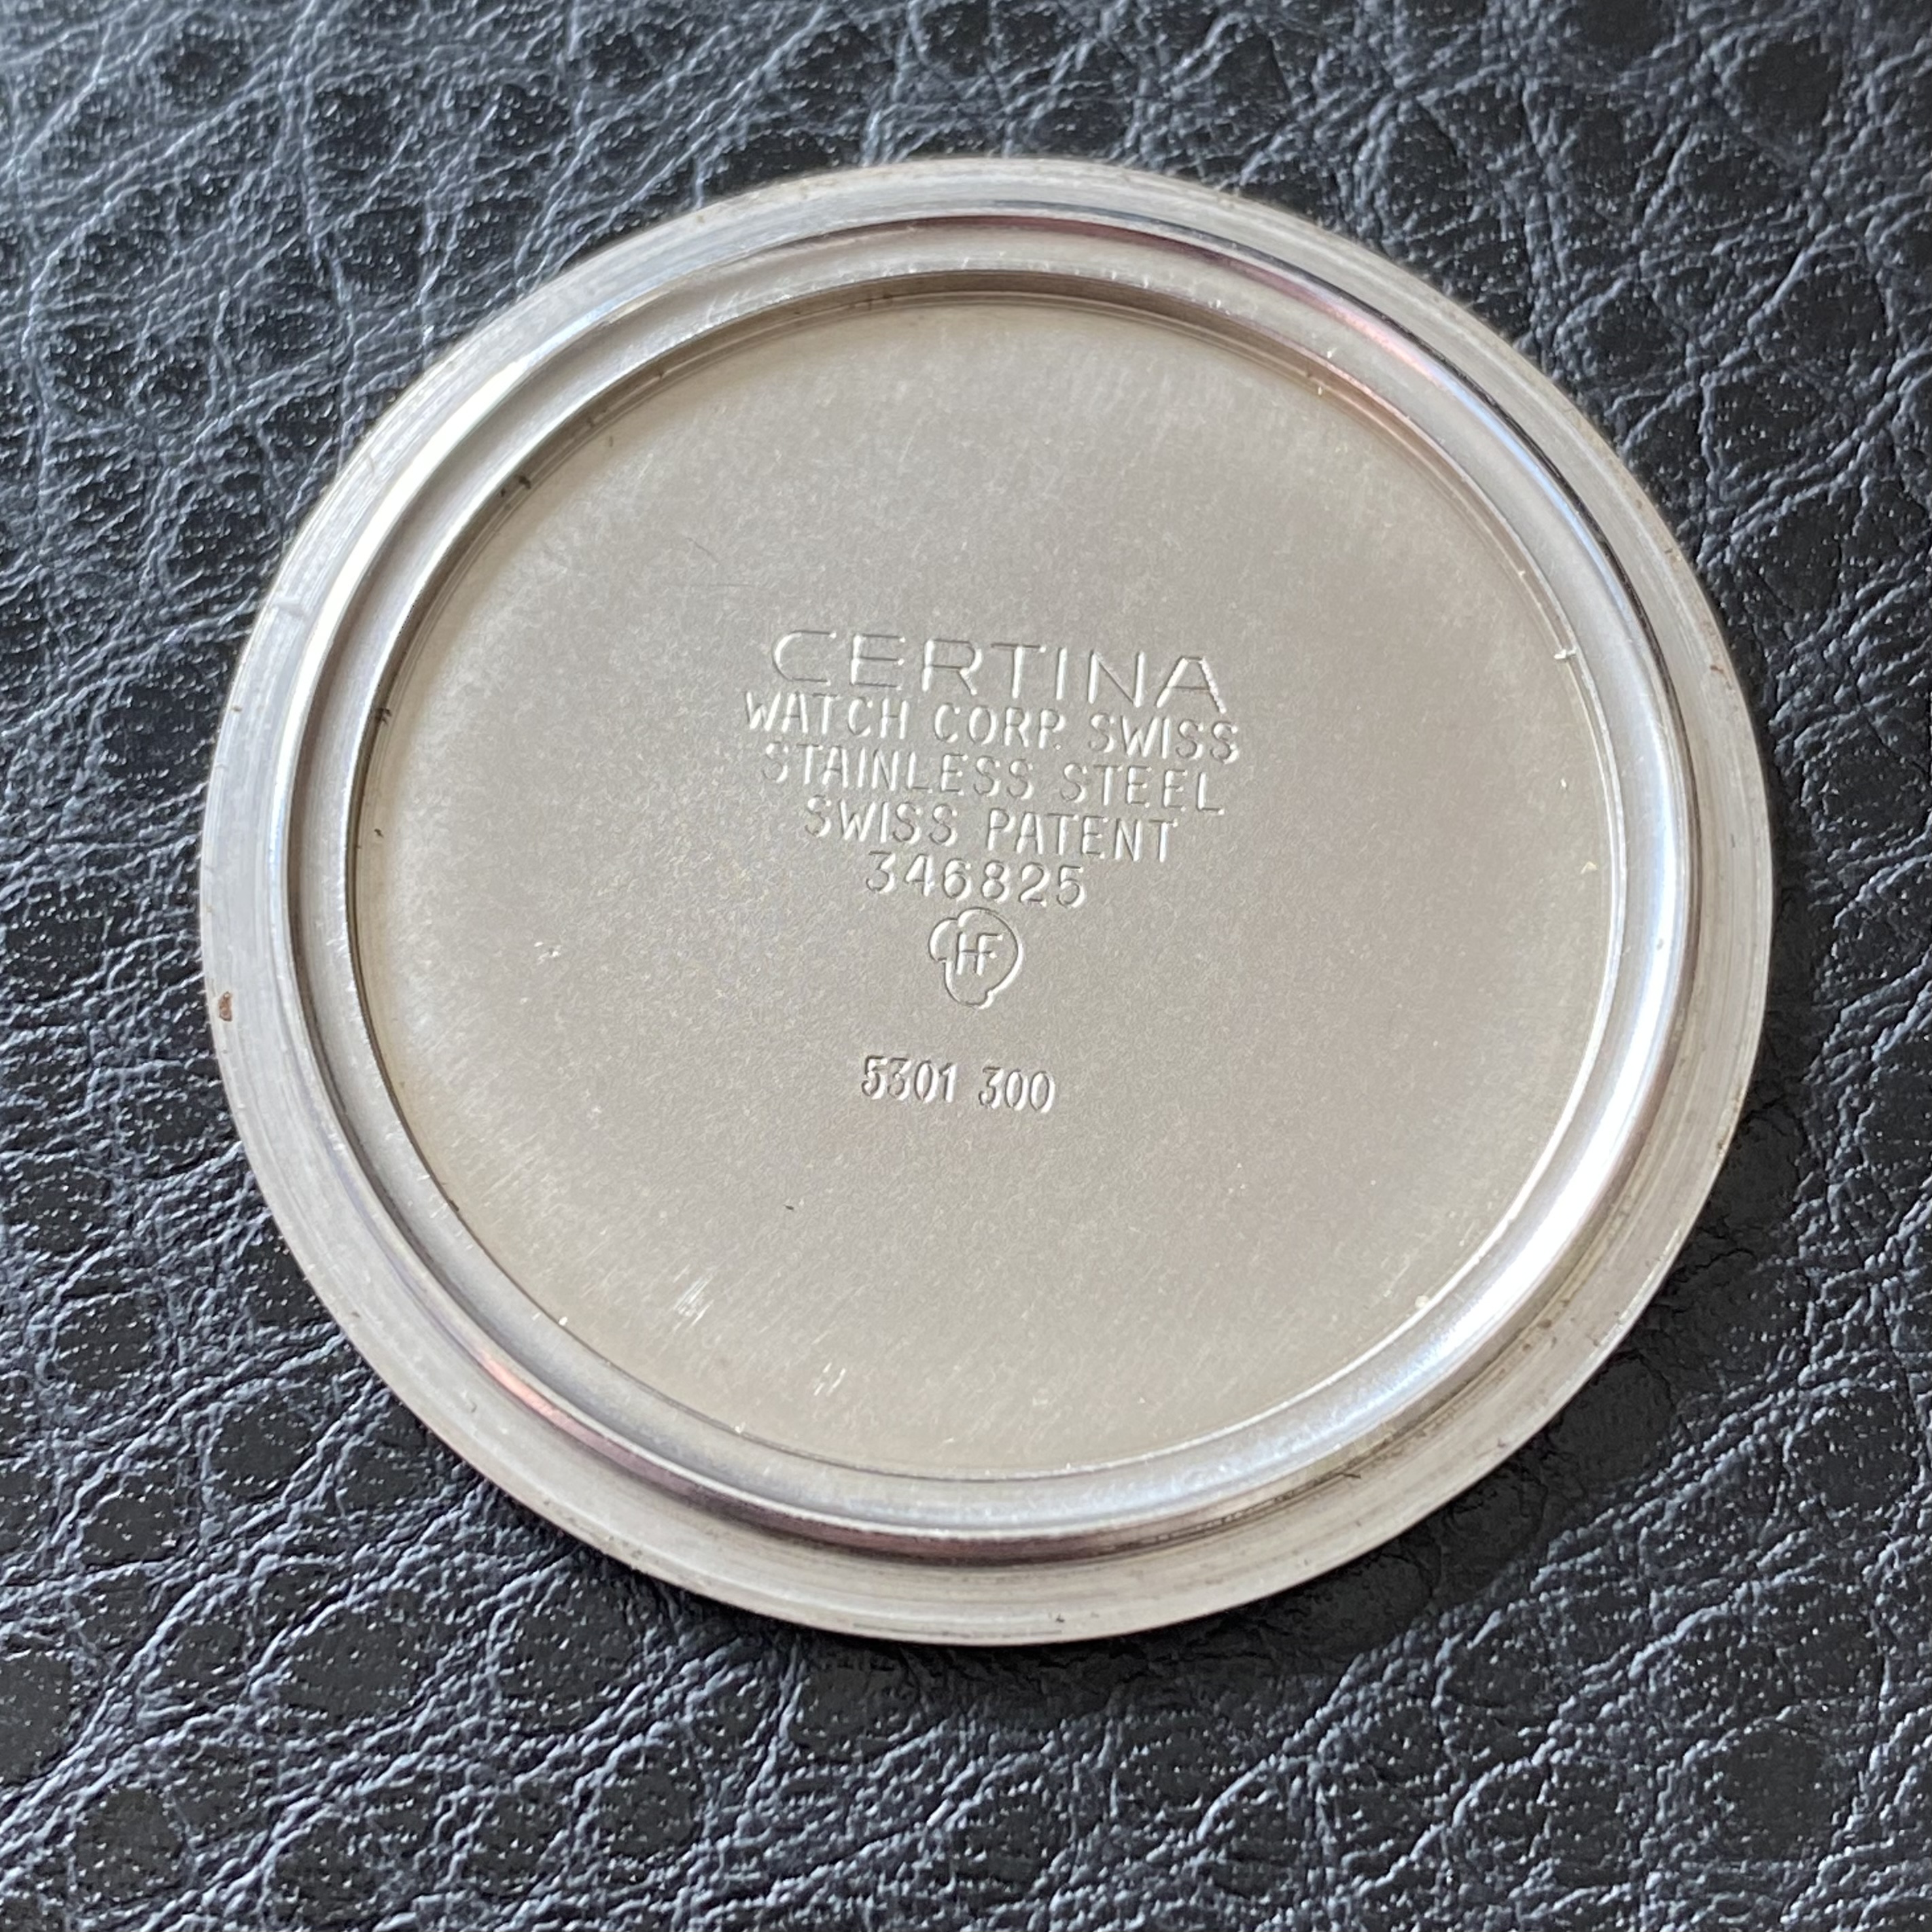 CERTINA
WATCH CORP. SWISS
STAINLESS STEEL
SWISS PATENT
346825
HF
5301 300